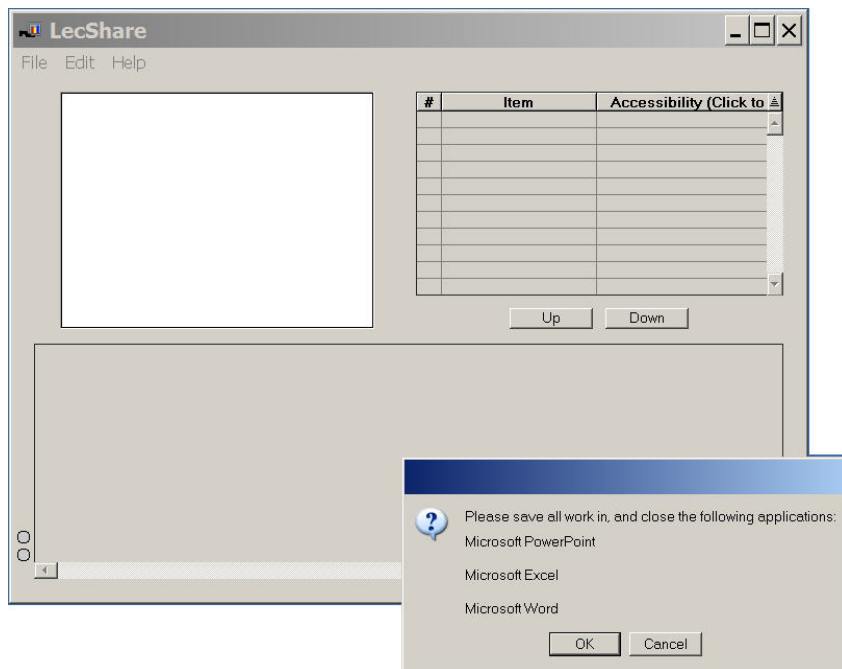 LecShare
File Edit Help
# Item Accessibility (Click to
Up Down
Please save all work in, and close the following applications:
Microsoft PowerPoint
Microsoft Excel
Microsoft Word
OK Cancel